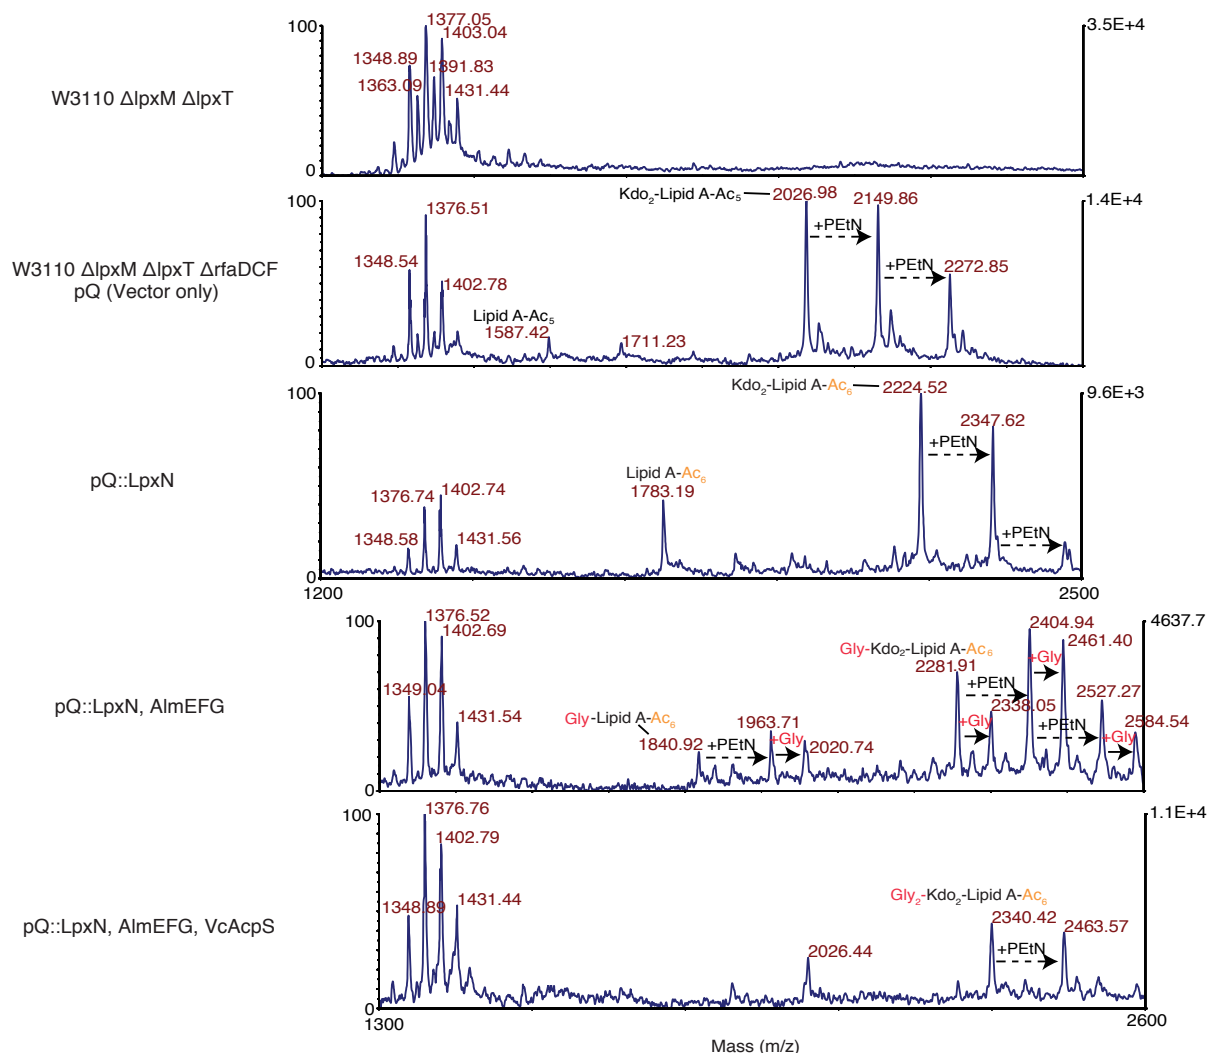 W3110 ΔlpxM ΔlpxT
100
0
3.5E+4
1377.05
1403.04
1348.89
1391.83
1363.09
1431.44
W3110 ΔlpxM ΔlpxT ΔrfaDCF
pQ (Vector only)
100
0
1.4E+4
1376.51
1348.54
1402.78
Lipid A-Ac5
1587.42
1711.23
Kdo2-Lipid A-Ac5
2026.98
+PEtN
2149.86
+PEtN
2272.85
pQ::LpxN
100
0
9.6E+3
1376.74
1402.74
1348.58
1431.56
Lipid A-Ac6
1783.19
Kdo2-Lipid A-Ac6
2224.52
+PEtN
2347.62
+PEtN
1200
2500
pQ::LpxN, AlmEFG
100
0
4637.7
1376.52
1402.69
1349.04
1431.54
Gly-Lipid A-Ac6
1840.92
+PEtN
1963.71
+Gly
2020.74
Gly-Kdo2-Lipid A-Ac6
2281.91
+PEtN
+Gly
2338.05
2404.94
+Gly
2461.40
+PEtN
2527.27
+Gly
2584.54
pQ::LpxN, AlmEFG, VcAcpS
100
0
1.1E+4
1376.76
1402.79
1348.89
1431.44
2026.44
Gly2-Kdo2-Lipid A-Ac6
2340.42
+PEtN
2463.57
1300
2600
Mass (m/z)